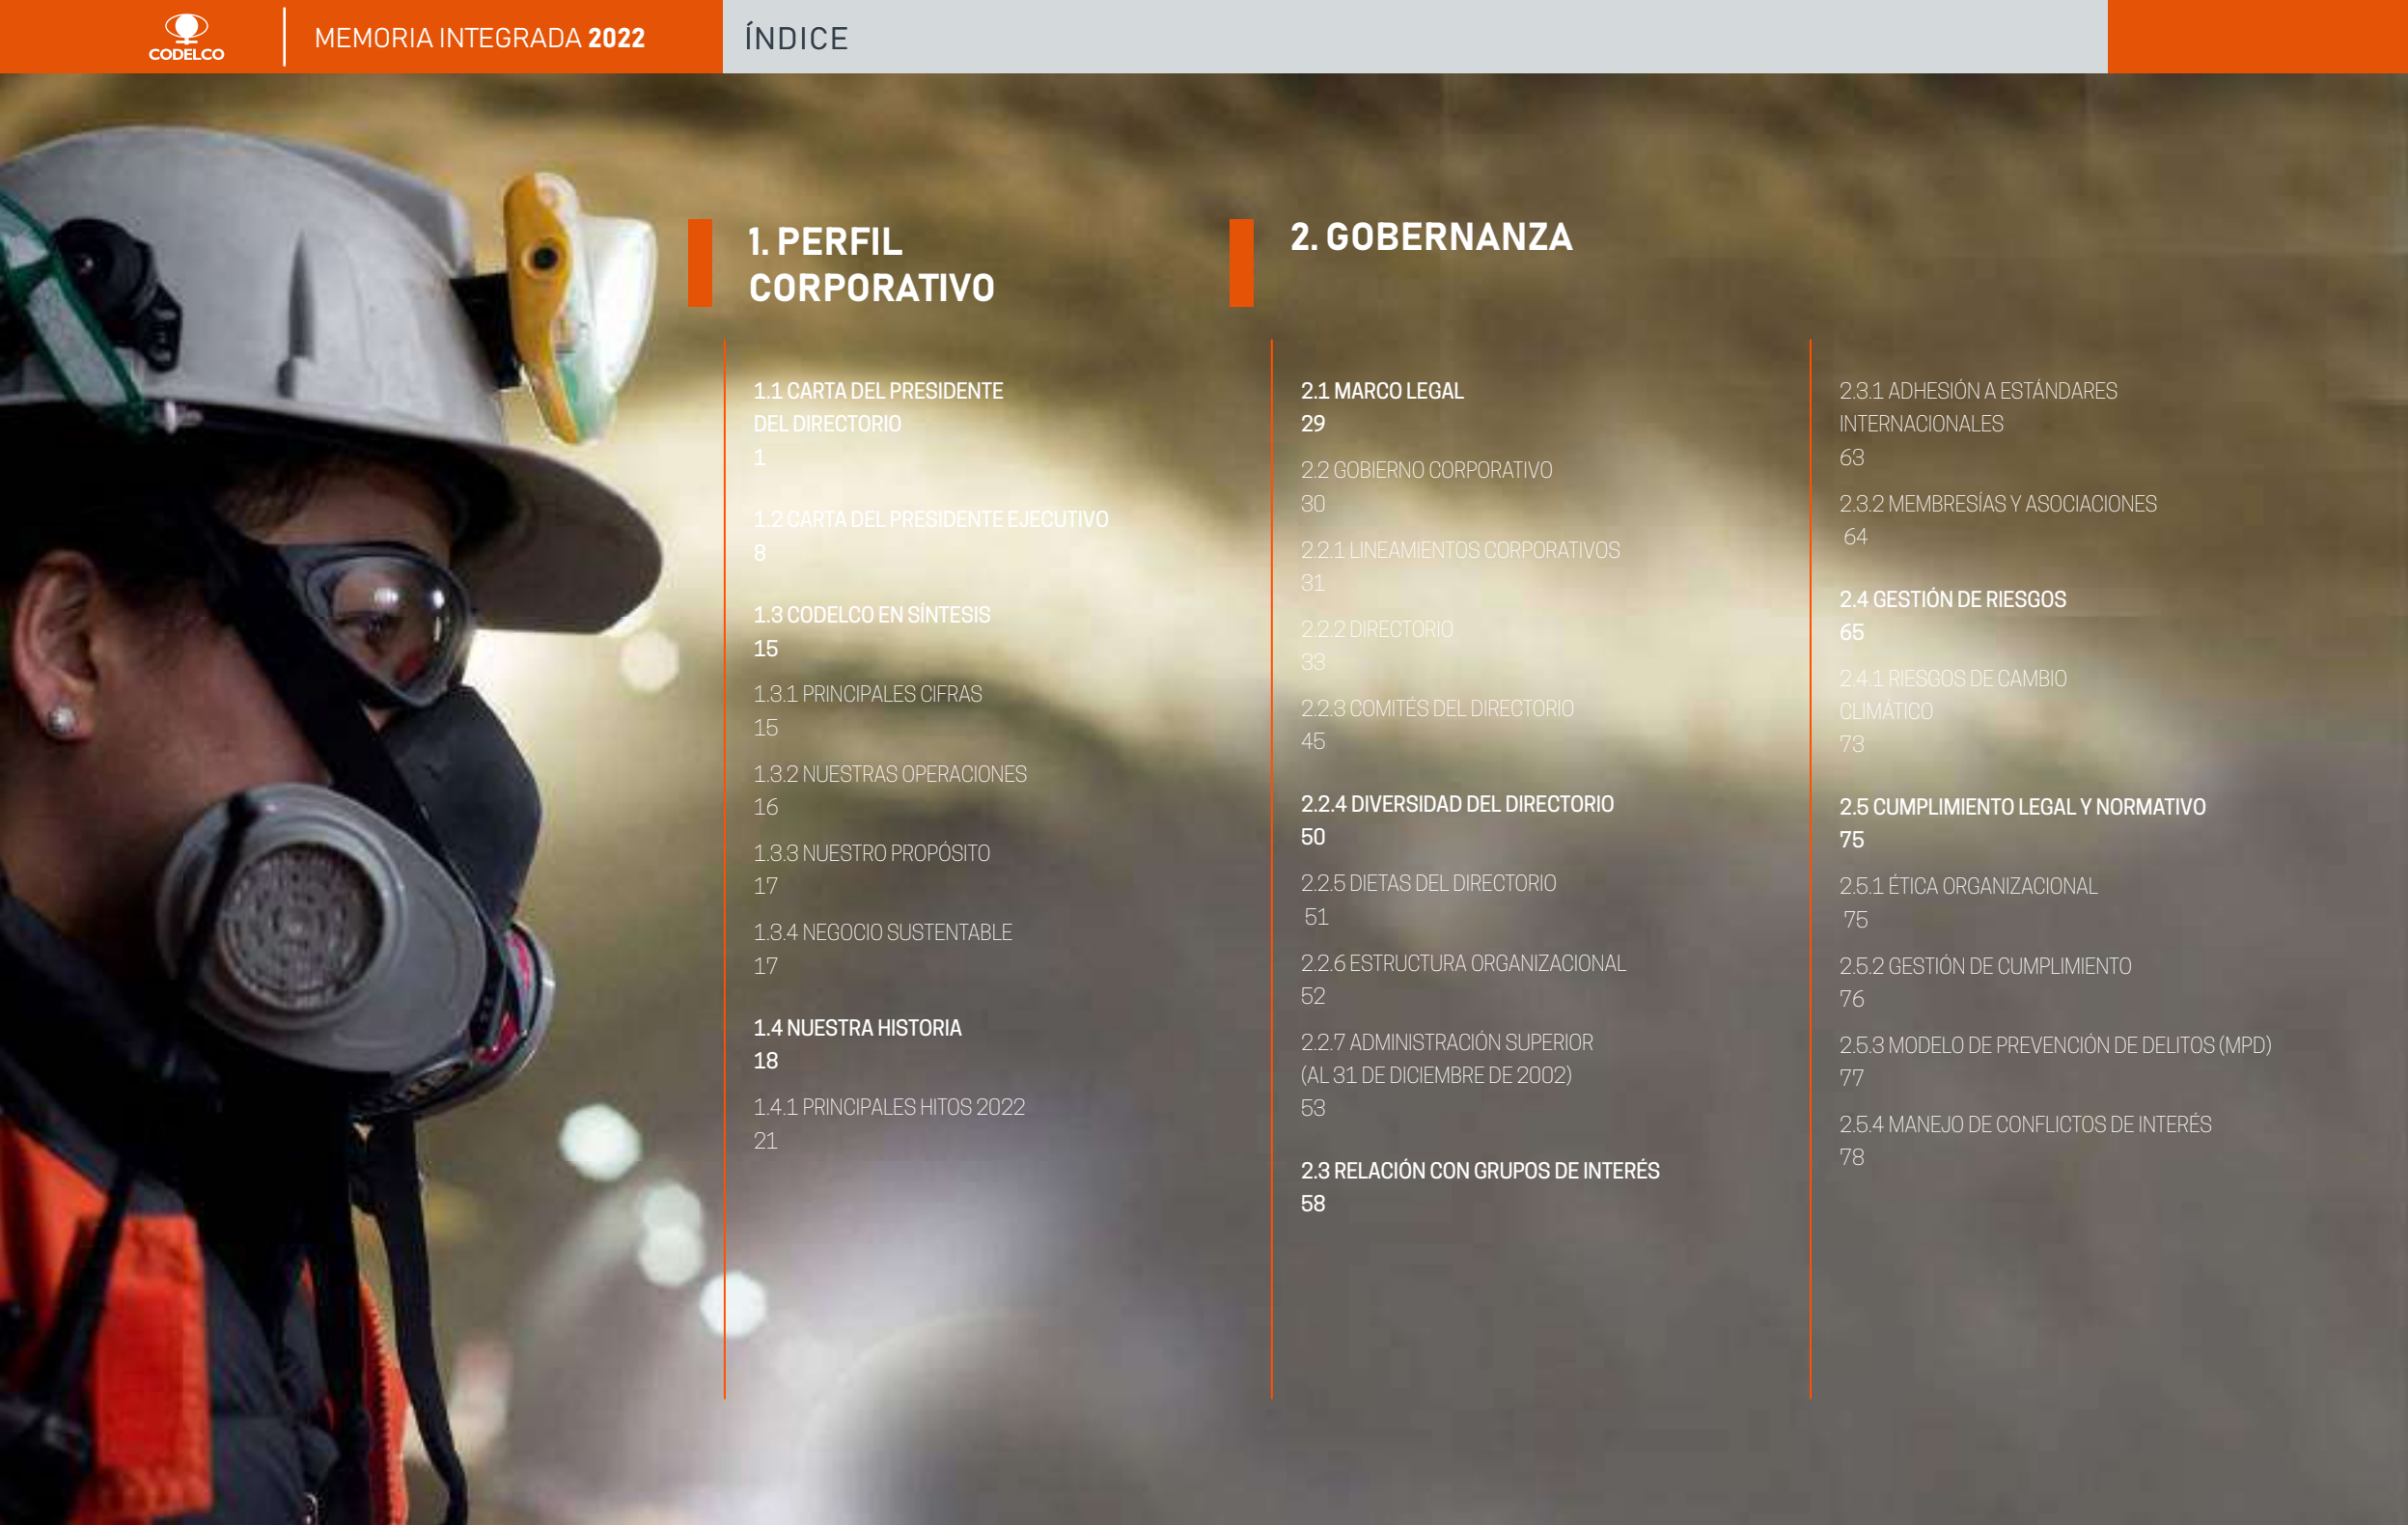 CODELCO
MEMORIA INTEGRADA 2022
ÍNDICE
1. PERFIL
CORPORATIVO
1.1 CARTA DEL PRESIDENTE
DEL DIRECTORIO
1
1.2 CARTA DEL PRESIDENTE EJECUTIVO
8
1.3 CODELCO EN SÍNTESIS
15
1.3.1 PRINCIPALES CIFRAS
15
1.3.2 NUESTRAS OPERACIONES
16
1.3.3 NUESTRO PROPÓSITO
17
1.3.4 NEGOCIO SUSTENTABLE
17
1.4 NUESTRA HISTORIA
18
1.4.1 PRINCIPALES HITOS 2022
21
2. GOBERNANZA
2.1 MARCO LEGAL
29
2.2 GOBIERNO CORPORATIVO
30
2.2.1 LINEAMIENTOS CORPORATIVOS
31
2.2.2 DIRECTORIO
33
2.2.3 COMITÉS DEL DIRECTORIO
45
2.2.4 DIVERSIDAD DEL DIRECTORIO
50
2.2.5 DIETAS DEL DIRECTORIO
51
2.2.6 ESTRUCTURA ORGANIZACIONAL
52
2.2.7 ADMINISTRACIÓN SUPERIOR
(AL 31 DE DICIEMBRE DE 2002)
53
2.3 RELACIÓN CON GRUPOS DE INTERÉS
58
2.3.1 ADHESIÓN A ESTÁNDARES
INTERNACIONALES
63
2.3.2 MEMBRESÍAS Y ASOCIACIONES
64
2.4 GESTIÓN DE RIESGOS
65
2.4.1 RIESGOS DE CAMBIO
CLIMÁTICO
73
2.5 CUMPLIMIENTO LEGAL Y NORMATIVO
75
2.5.1 ÉTICA ORGANIZACIONAL
75
2.5.2 GESTIÓN DE CUMPLIMIENTO
76
2.5.3 MODELO DE PREVENCIÓN DE DELITOS (MPD)
77
2.5.4 MANEJO DE CONFLICTOS DE INTERÉS
78